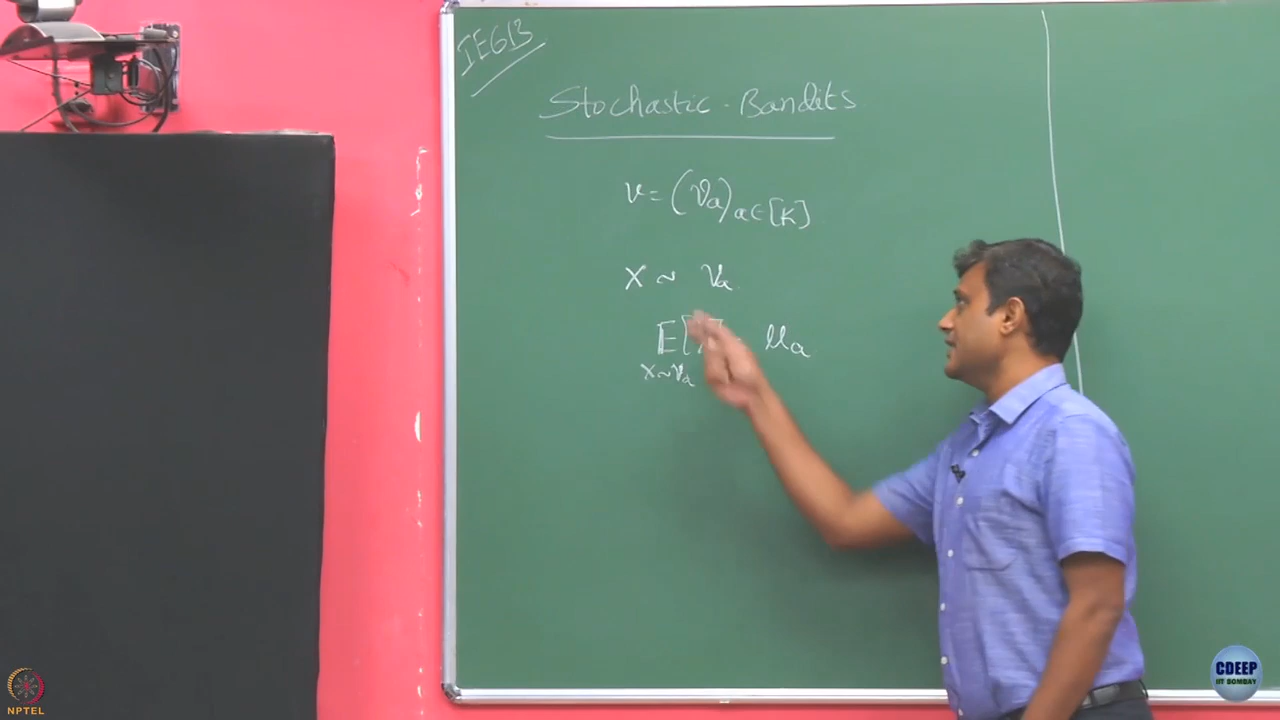 IE613
Stochastic - Bandits
ν = (νa)a∈[K]
X ~ νa
E[ ] μa
X~νa
CDEEP
IIT BOMBAY
NPTEL